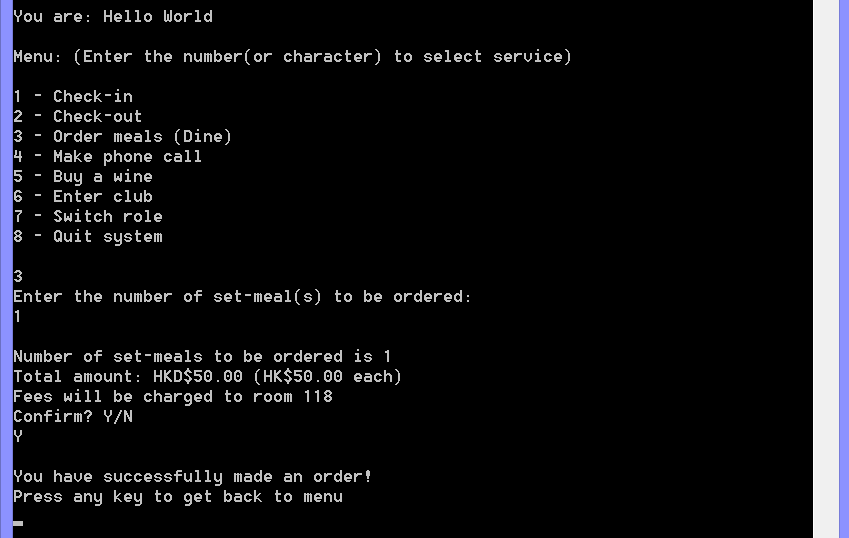 You are: Hello World
Menu: (Enter the number(or character) to select service)
1 - Check-in
2 - Check-out
3 - Order meals (Dine)
4 - Make phone call
5 - Buy a wine
6 - Enter club
7 - Switch role
8 - Quit system
3
Enter the number of set-meal(s) to be ordered:
1
Number of set-meals to be ordered is 1
Total amount: HKD$50.00 (HK$50.00 each)
Fees will be charged to room 118
Confirm? Y/N
Y
You have successfully made an order!
Press any key to get back to menu